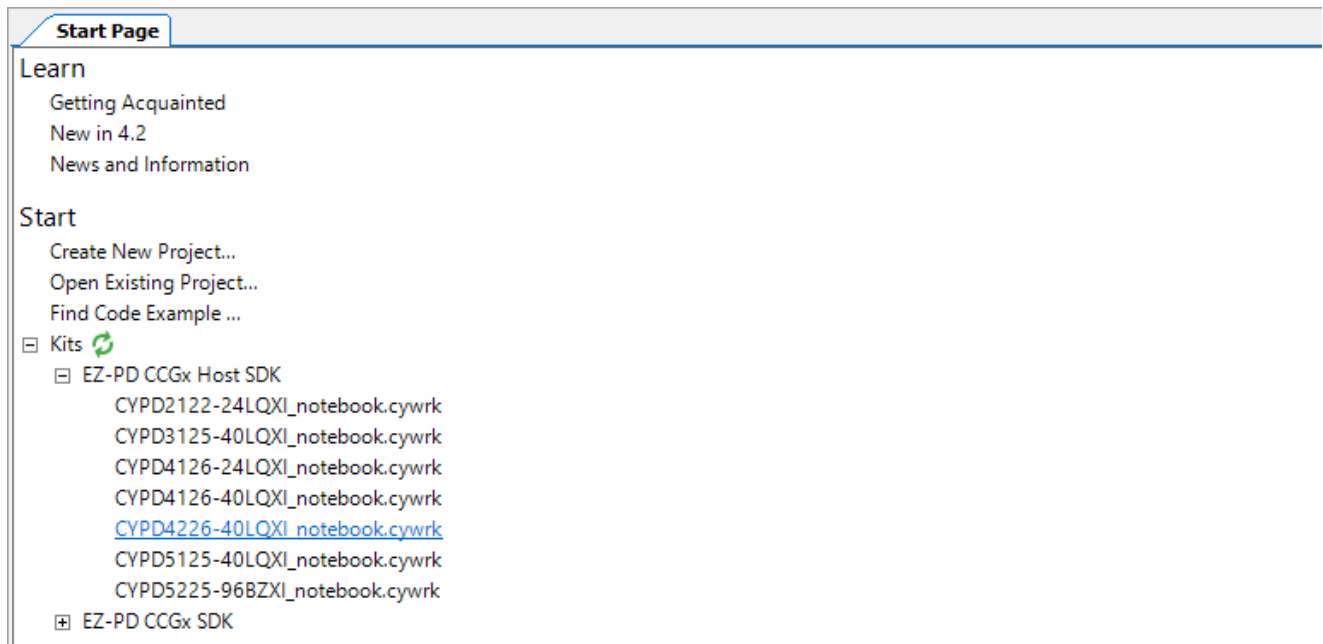 Start Page
Learn
Getting Acquainted
New in 4.2
News and Information
Start
Create New Project...
Open Existing Project...
Find Code Example ...
Kits
EZ-PD CCGx Host SDK
CYPD2122-24LQXI_notebook.cywrk
CYPD3125-40LQXI_notebook.cywrk
CYPD4126-24LQXI_notebook.cywrk
CYPD4126-40LQXI_notebook.cywrk
CYPD4226-40LQXI_notebook.cywrk
CYPD5125-40LQXI_notebook.cywrk
CYPD5225-96BZXI_notebook.cywrk
EZ-PD CCGx SDK